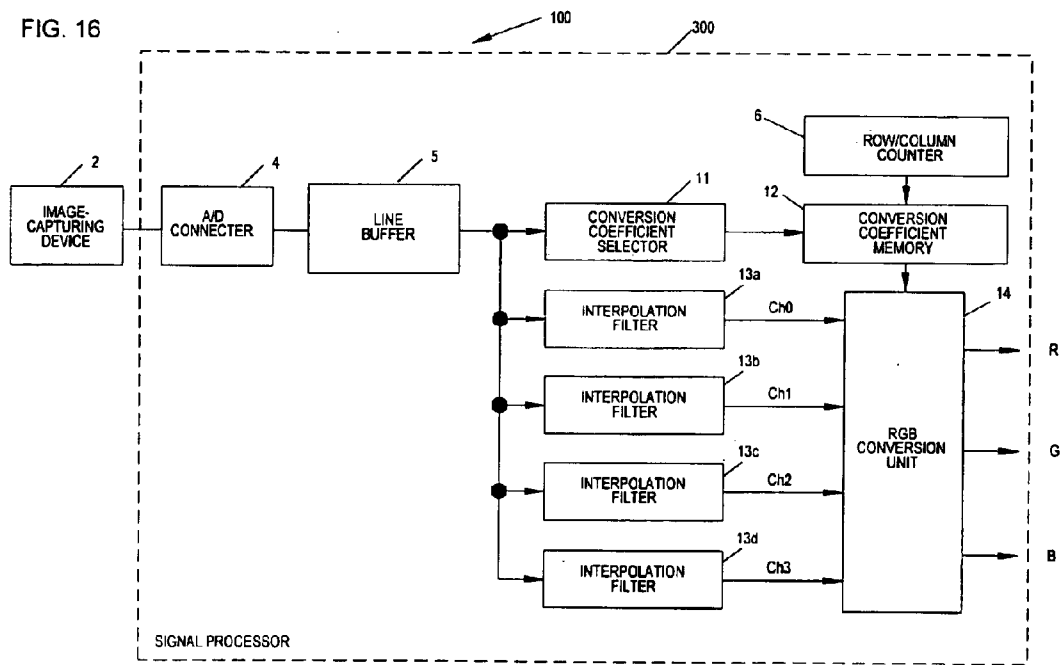 FIG. 16
100
300
6
ROW/COLUMN
COUNTER
2
IMAGE-
CAPTURING
DEVICE
4
A/D
CONNECTER
5
LINE
BUFFER
11
CONVERSION
COEFFICIENT
SELECTOR
12
CONVERSION
COEFFICIENT
MEMORY
13a
INTERPOLATION
FILTER
Ch0
14
R
13b
INTERPOLATION
FILTER
Ch1
RGB
CONVERSION
UNIT
G
13c
INTERPOLATION
FILTER
Ch2
13d
INTERPOLATION
FILTER
Ch3
B
SIGNAL PROCESSOR